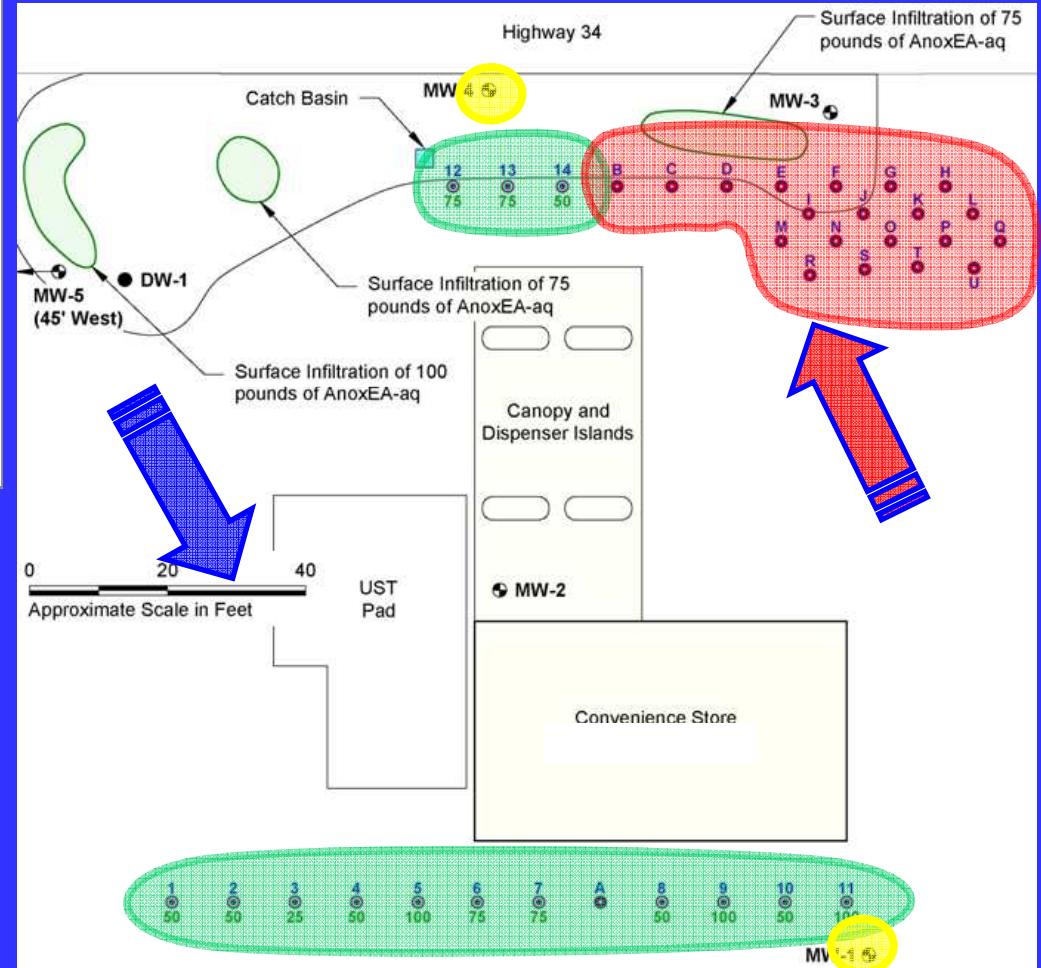 Highway 34
Surface Infiltration of 75
pounds of AnoxEA-aq
Catch Basin
MW-4
MW-3
12 13 14 B C D E F G H
75 75 50
I J K L
M N O P Q
R S T U
MW-5
(45' West)
DW-1
Surface Infiltration of 75
pounds of AnoxEA-aq
Surface Infiltration of 100
pounds of AnoxEA-aq
Canopy and
Dispenser Islands
0 20 40
Approximate Scale in Feet
UST
Pad
MW-2
Convenience Store
1 2 3 4 5 6 7 A 8 9 10 11
50 50 25 50 100 75 75 50 100 50 100
MW-1